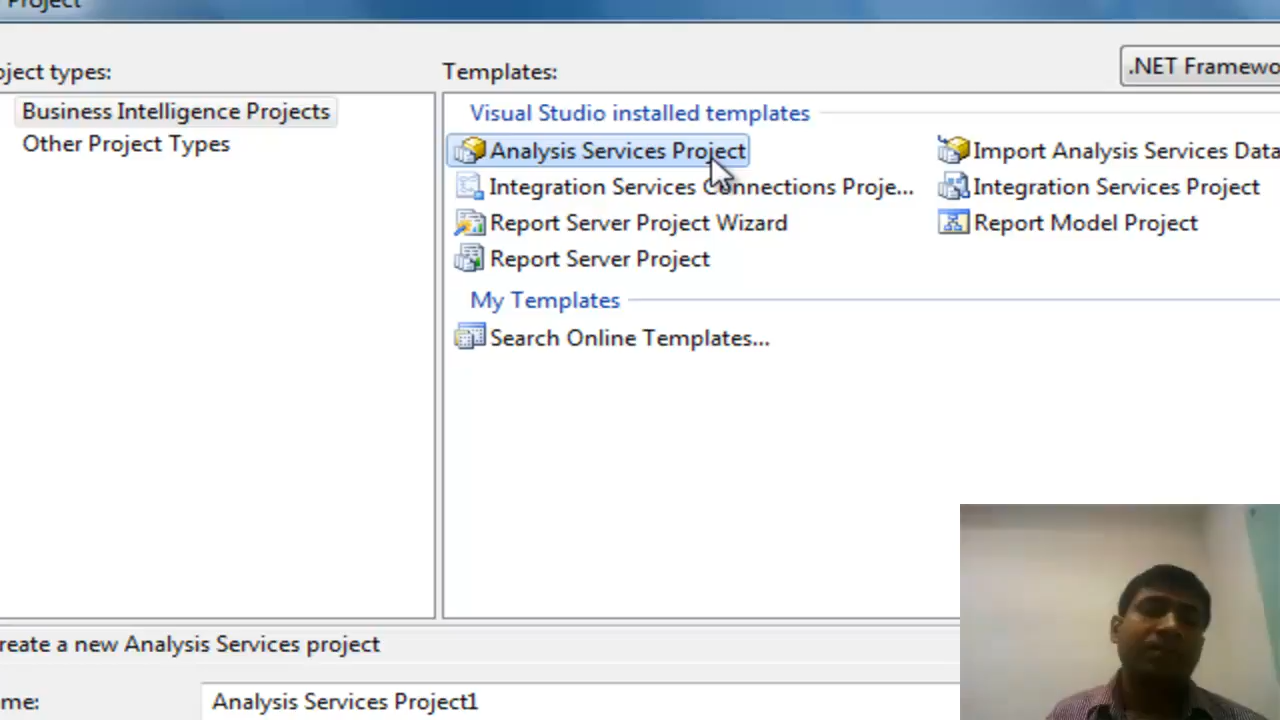 Project
oject types:
Templates:
.NET Framewo
Business Intelligence Projects
Other Project Types
Visual Studio installed templates
Analysis Services Project
Import Analysis Services Data
Integration Services Connections Proje...
Integration Services Project
Report Server Project Wizard
Report Model Project
Report Server Project
My Templates
Search Online Templates...
reate a new Analysis Services project
me:
Analysis Services Project1